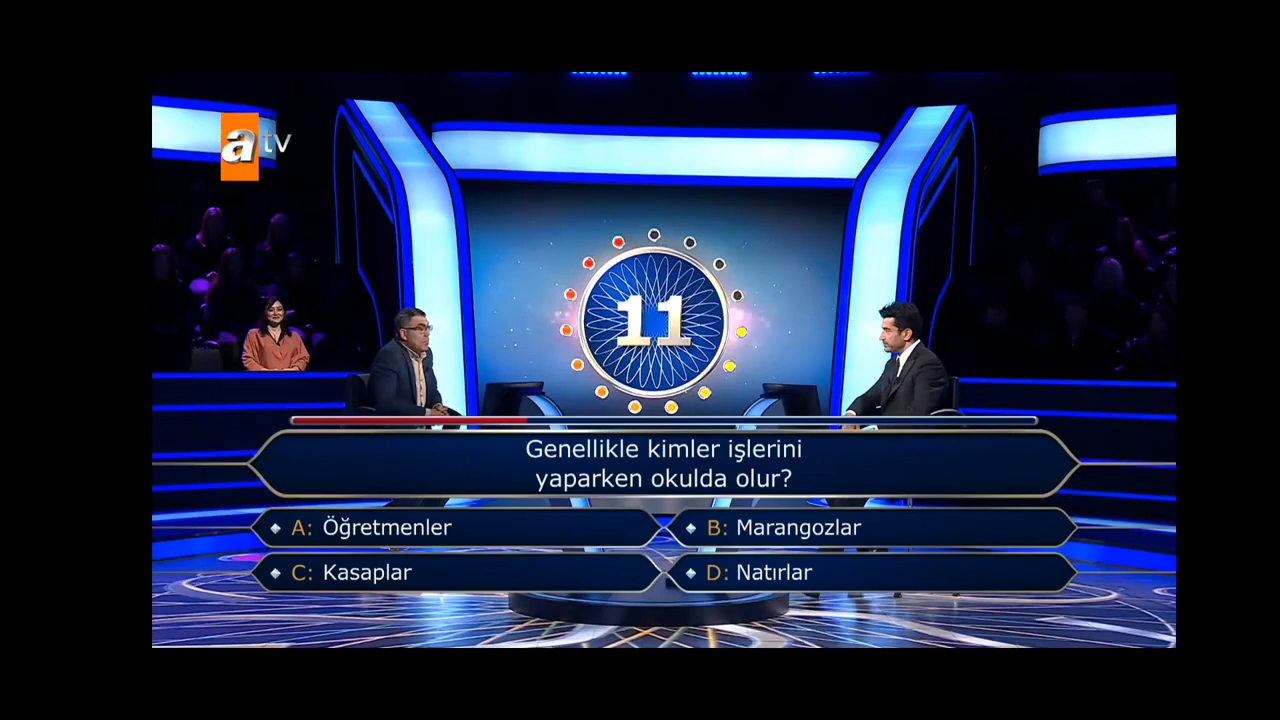 atv
11
Genellikle kimler işlerini
yaparken okulda olur?
A: Öğretmenler
B: Marangozlar
C: Kasaplar
D: Natırlar